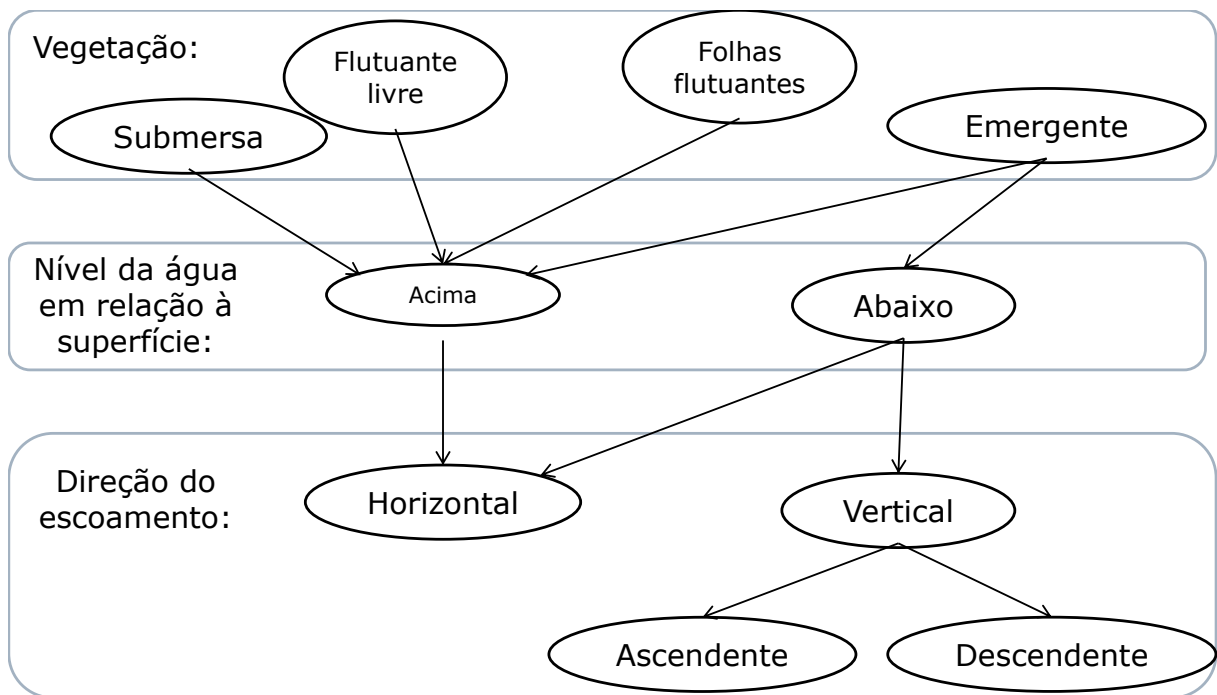 Vegetação:
Flutuante
livre
Folhas
flutuantes
Submersa
Emergente
Nível da água
em relação à
superfície:
Acima
Abaixo
Direção do
escoamento:
Horizontal
Vertical
Ascendente
Descendente